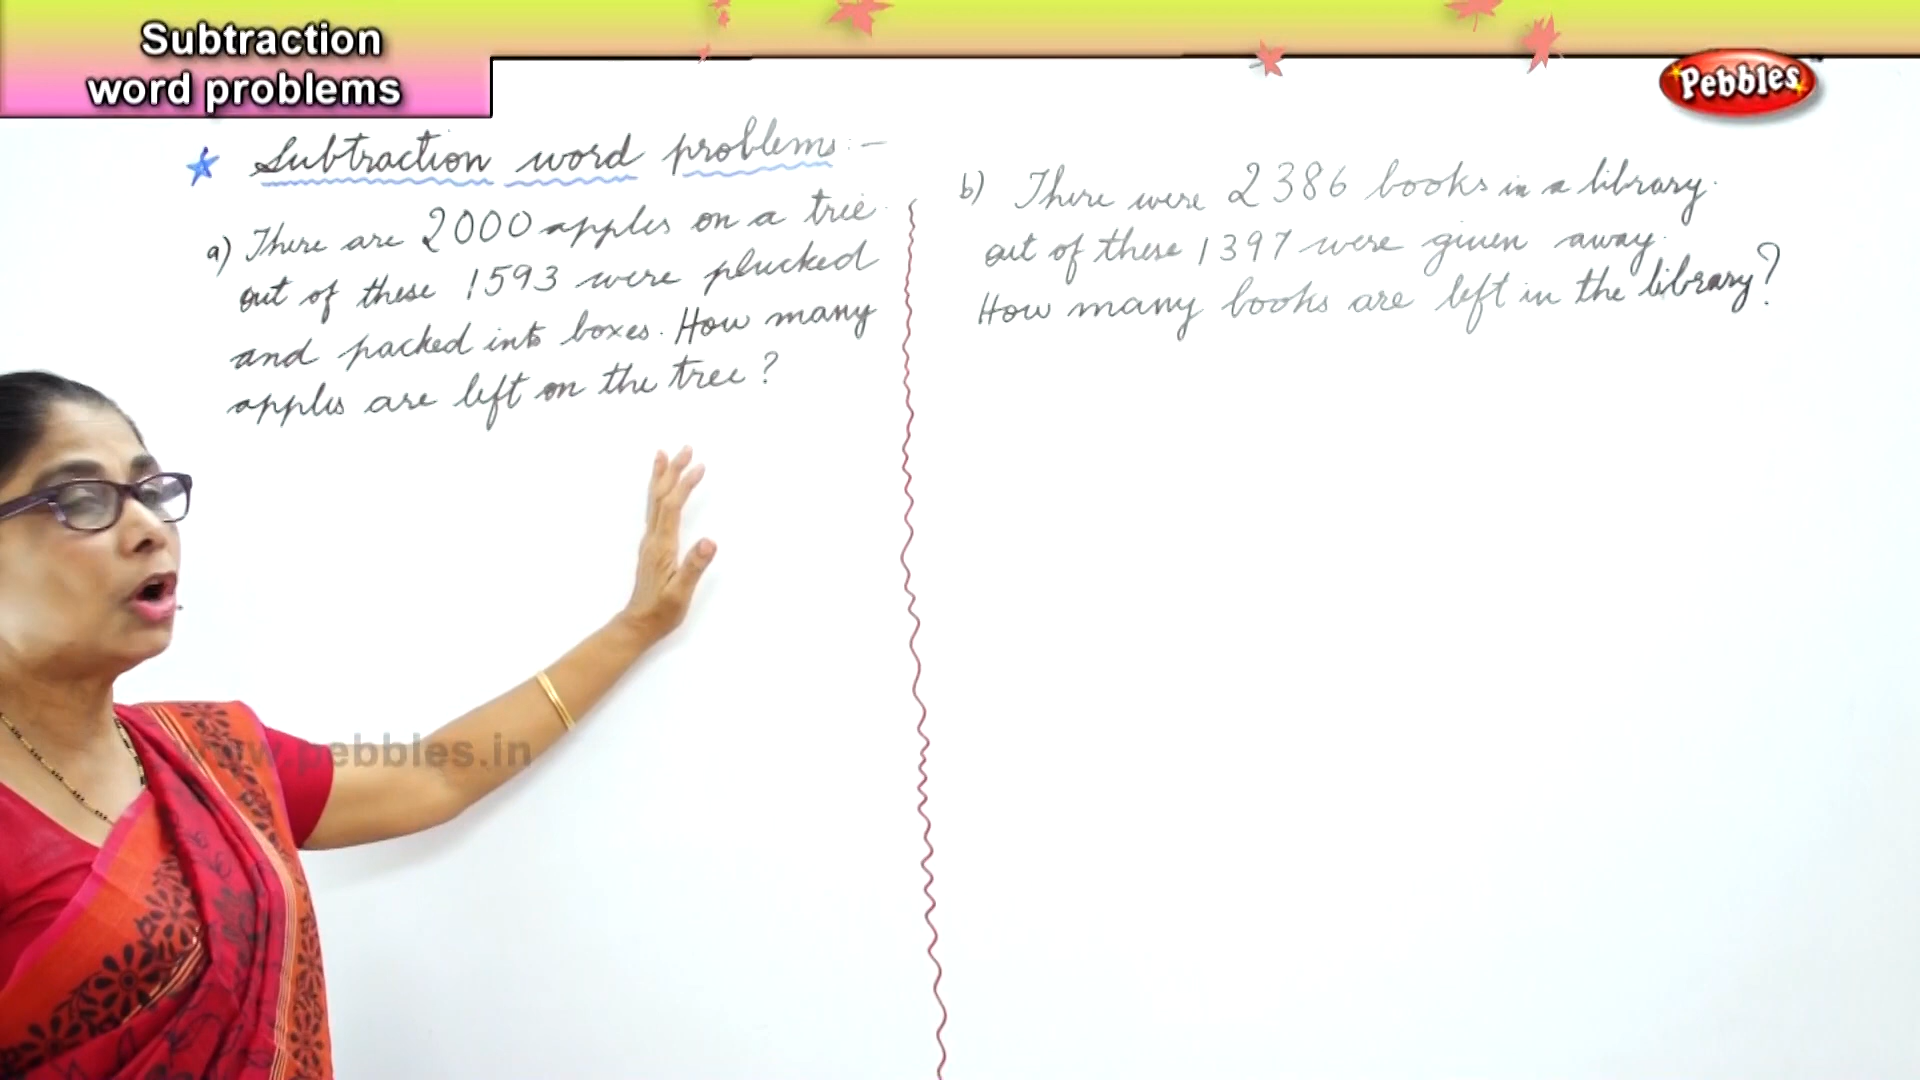 Subtraction
word problems
Pebbles
Subtraction word problems:-
a) There are 2000 apples on a tree.
out of these 1593 were plucked
and packed into boxes. How many
apples are left on the tree?
b) There were 2386 books in a library.
out of these 1397 were given away.
How many books are left in the library?
www.pebbles.in